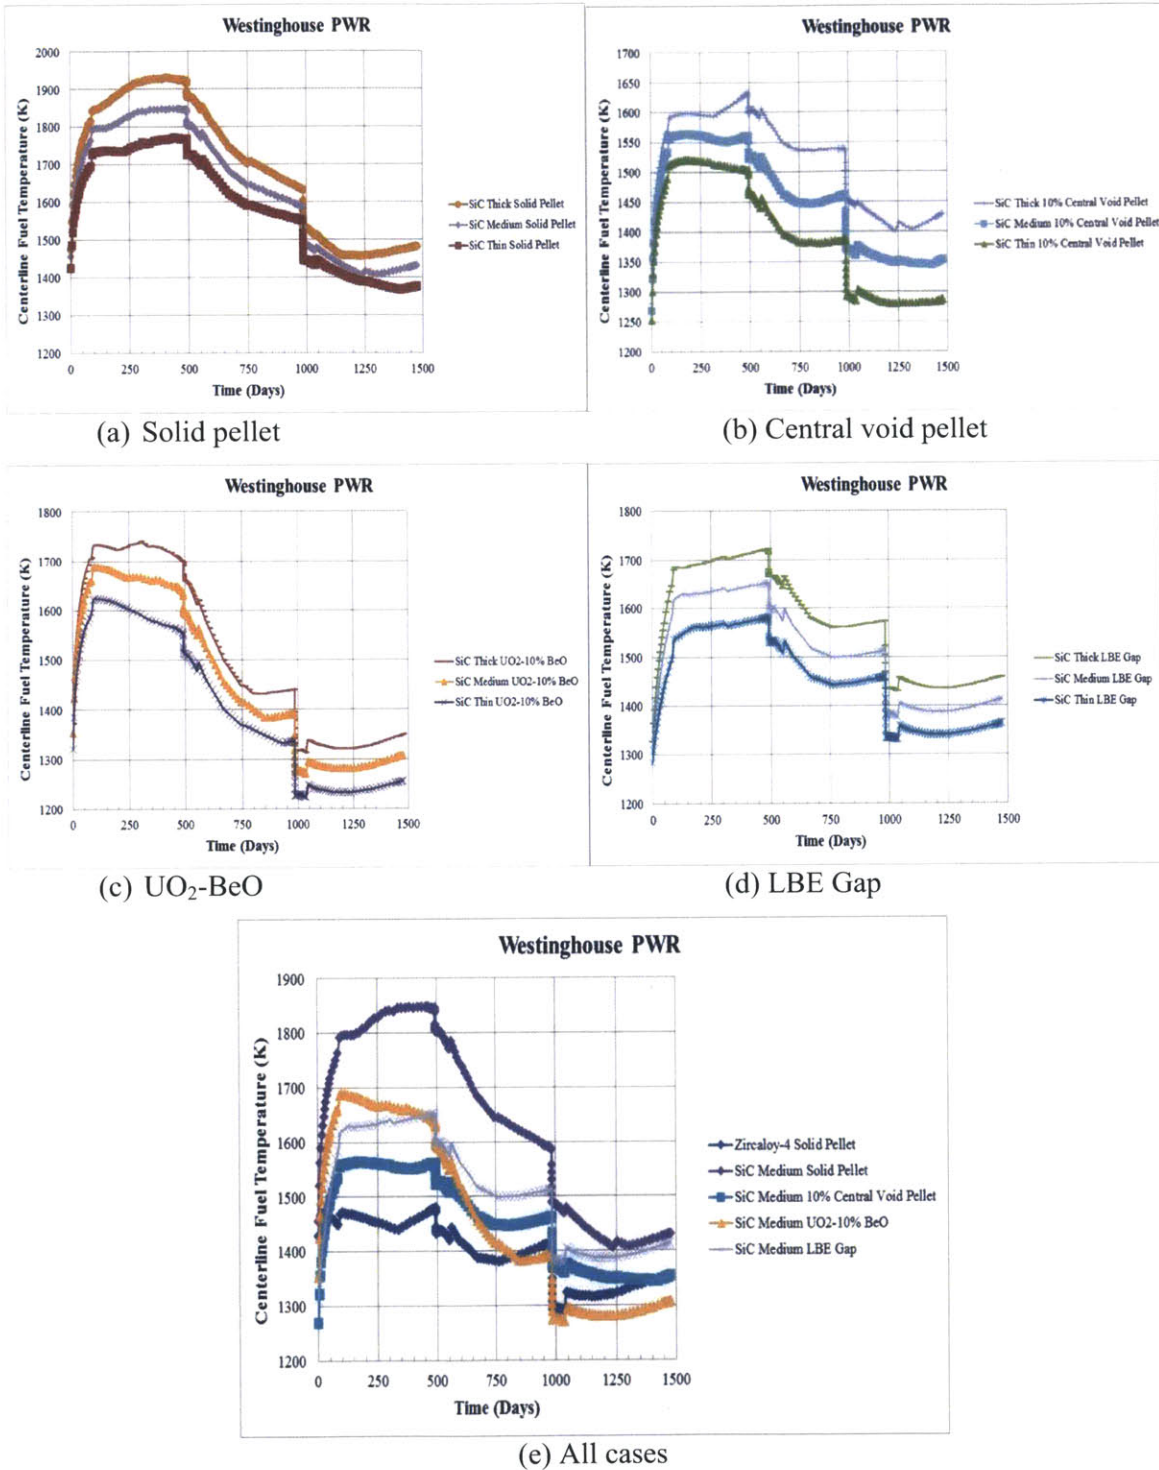 Westinghouse PWR
Centerline Fuel Temperature (K)
2000
1900
1800
1700
1600
1500
1400
1300
1200
0
250
500
750
1000
1250
1500
Time (Days)
SiC Thick Solid Pellet
SiC Medium Solid Pellet
SiC Thin Solid Pellet
(a) Solid pellet
Westinghouse PWR
Centerline Fuel Temperature (K)
1700
1650
1600
1550
1500
1450
1400
1350
1300
1250
1200
0
250
500
750
1000
1250
1500
Time (Days)
SiC Thick 10% Central Void Pellet
SiC Medium 10% Central Void Pellet
SiC Thin 10% Central Void Pellet
(b) Central void pellet
Westinghouse PWR
Centerline Fuel Temperature (K)
1800
1700
1600
1500
1400
1300
1200
0
250
500
750
1000
1250
1500
Time (Days)
SiC Thick UO2-10% BeO
SiC Medium UO2-10% BeO
SiC Thin UO2-10% BeO
(c) UO₂-BeO
Westinghouse PWR
Centerline Fuel Temperature (K)
1800
1700
1600
1500
1400
1300
1200
0
250
500
750
1000
1250
1500
Time (Days)
SiC Thick LBE Gap
SiC Medium LBE Gap
SiC Thin LBE Gap
(d) LBE Gap
Westinghouse PWR
Centerline Fuel Temperature (K)
1900
1800
1700
1600
1500
1400
1300
1200
0
250
500
750
1000
1250
1500
Time (Days)
Zircaloy-4 Solid Pellet
SiC Medium Solid Pellet
SiC Medium 10% Central Void Pellet
SiC Medium UO2-10% BeO
SiC Medium LBE Gap
(e) All cases